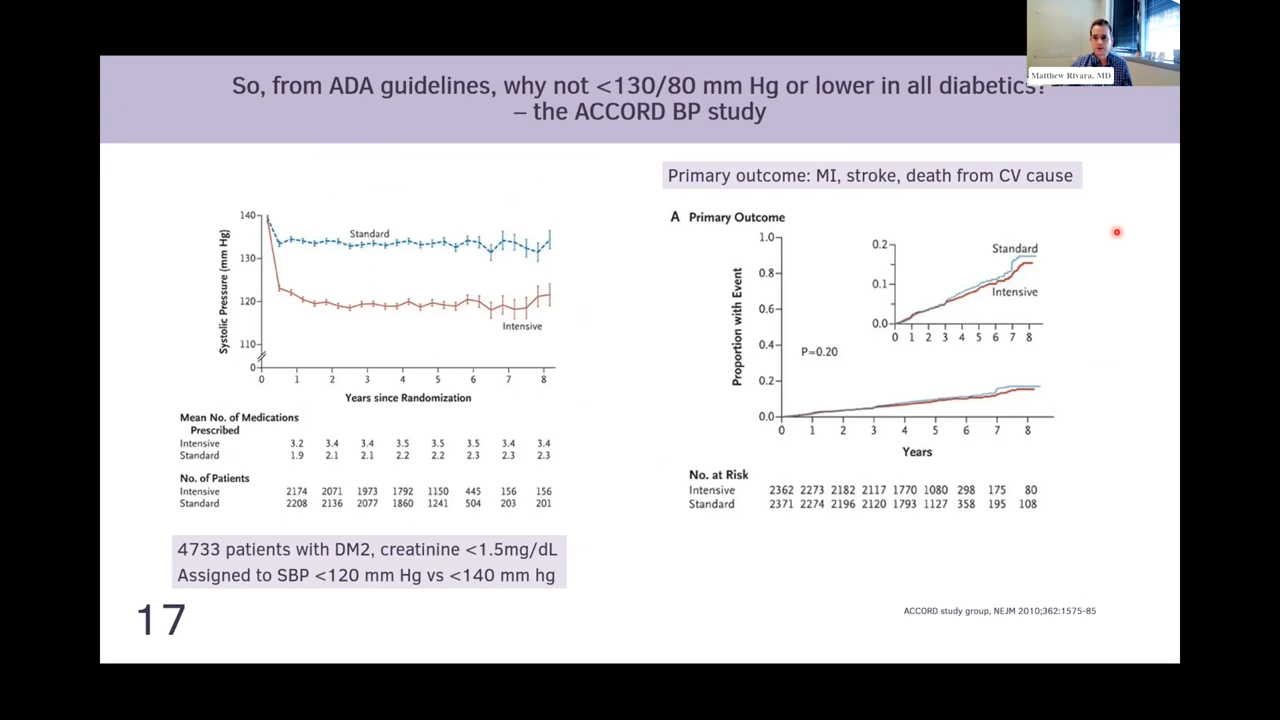 Matthew Rivara, MD
So, from ADA guidelines, why not <130/80 mm Hg or lower in all diabetics?
– the ACCORD BP study
Primary outcome: MI, stroke, death from CV cause
140
130
120
110
0
Systolic Pressure (mm Hg)
Standard
Intensive
0 1 2 3 4 5 6 7 8
Years since Randomization
Mean No. of Medications
Prescribed
Intensive 3.2 3.4 3.4 3.5 3.5 3.5 3.4 3.4
Standard 1.9 2.1 2.1 2.2 2.2 2.3 2.3 2.3
No. of Patients
Intensive 2174 2071 1973 1792 1150 445 156 156
Standard 2208 2136 2077 1860 1241 504 203 201
4733 patients with DM2, creatinine <1.5mg/dL
Assigned to SBP <120 mm Hg vs <140 mm hg
A Primary Outcome
1.0
0.8
0.6
0.4
0.2
0.0
Proportion with Event
P=0.20
0.2
0.1
0.0
Standard
Intensive
0 1 2 3 4 5 6 7 8
0 1 2 3 4 5 6 7 8
Years
No. at Risk
Intensive 2362 2273 2182 2117 1770 1080 298 175 80
Standard 2371 2274 2196 2120 1793 1127 358 195 108
17
ACCORD study group, NEJM 2010;362:1575-85